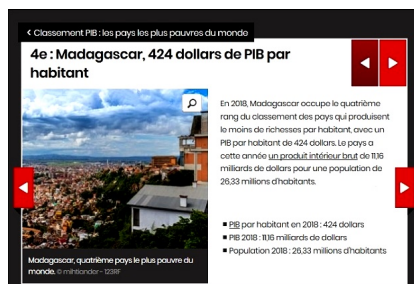 Classement PIB : les pays les plus pauvres du monde
4e : Madagascar, 424 dollars de PIB par
habitant
En 2018, Madagascar occupe le quatrième
rang du classement des pays qui produisent
le moins de richesses par habitant, avec un
PIB par habitant de 424 dollars. Le pays a
cette année un produit intérieur brut de 11,16
milliards de dollars pour une population de
26,33 millions d'habitants.
PIB par habitant en 2018 : 424 dollars
PIB 2018 : 11,16 milliards de dollars
Population 2018 : 26,33 millions d'habitants
Madagascar, quatrième pays le plus pauvre du
monde. © mihtiander - 123RF